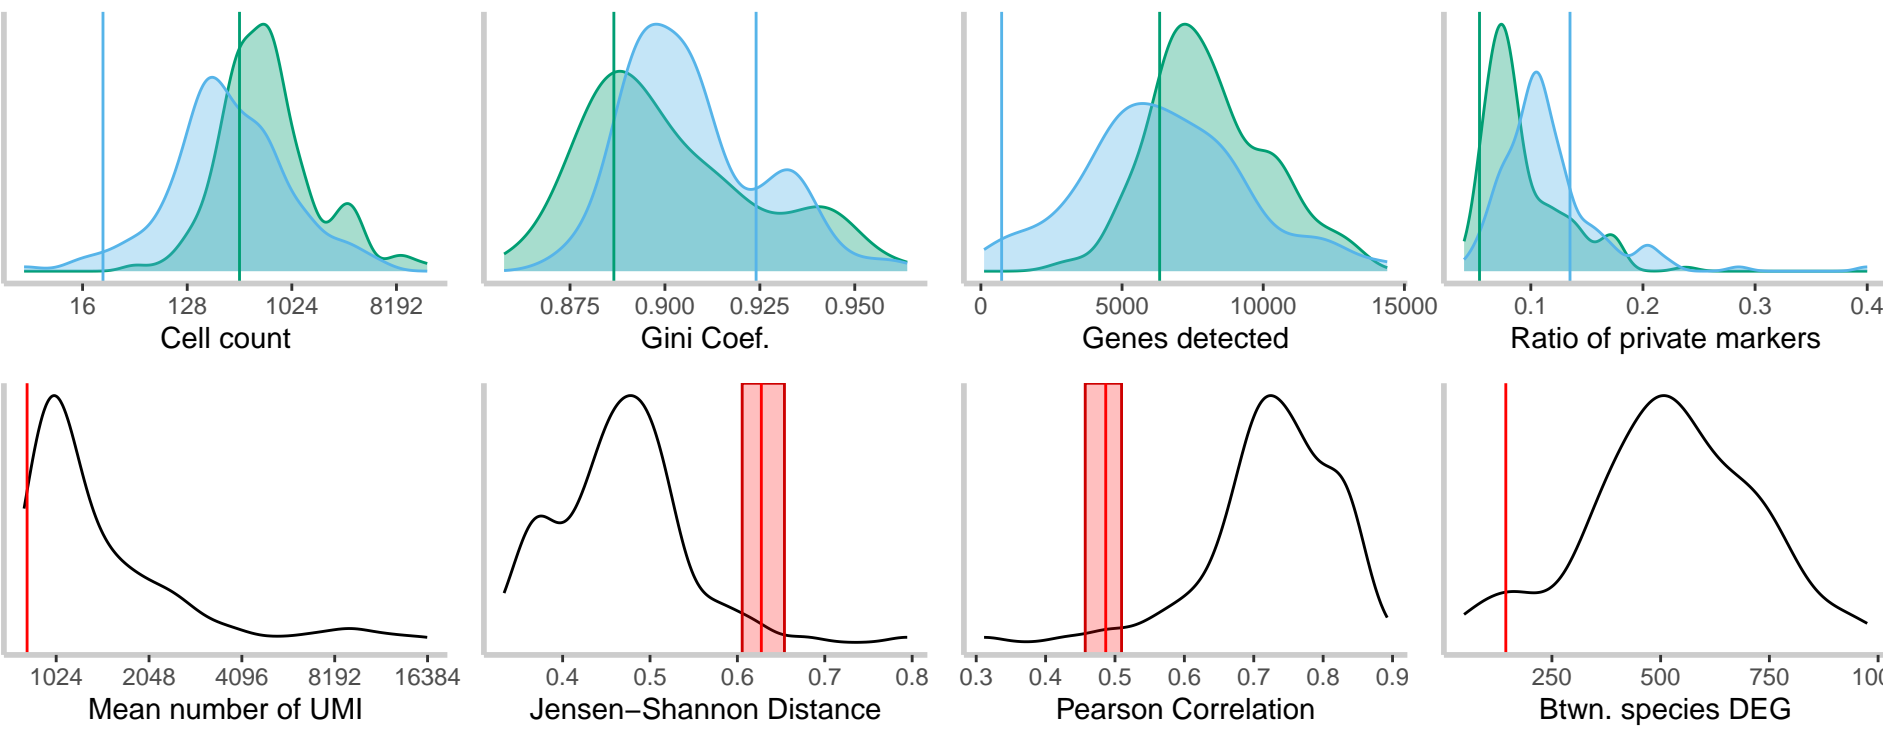 16 128 1024 8192
Cell count
0.875 0.900 0.925 0.950
Gini Coef.
0 5000 10000 15000
Genes detected
0.1 0.2 0.3 0.4
Ratio of private markers
1024 2048 4096 8192 16384
Mean number of UMI
0.4 0.5 0.6 0.7 0.8
Jensen−Shannon Distance
0.3 0.4 0.5 0.6 0.7 0.8 0.9
Pearson Correlation
250 500 750
Btwn. species DEG